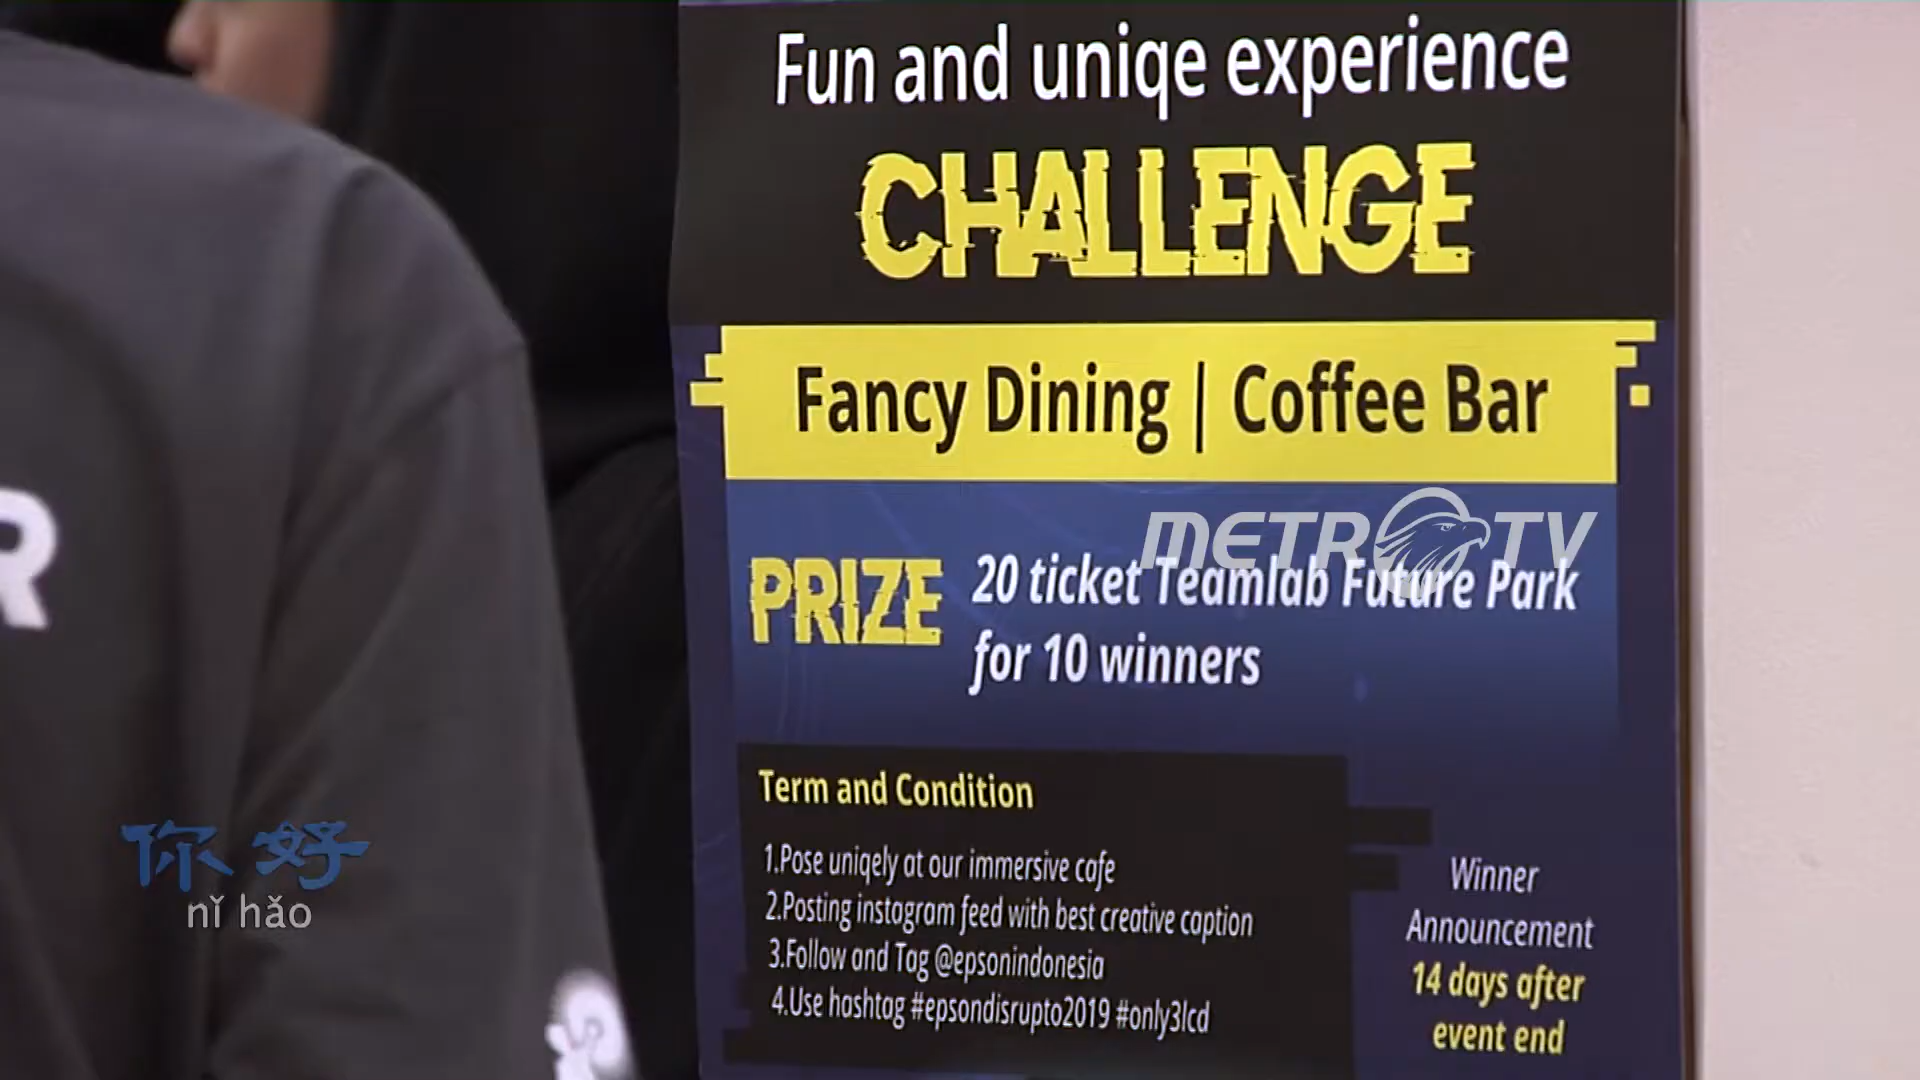 Fun and uniqe experience
CHALLENGE
Fancy Dining | Coffee Bar
METRO TV
PRIZE
20 ticket Teamlab Future Park
for 10 winners
Term and Condition
1.Pose uniqely at our immersive cafe
2.Posting instagram feed with best creative caption
3.Follow and Tag @epsonindonesia
4.Use hashtag #epsondisrupto2019 #only3lcd
Winner
Announcement
14 days after
event end
R
你好
nǐ hǎo